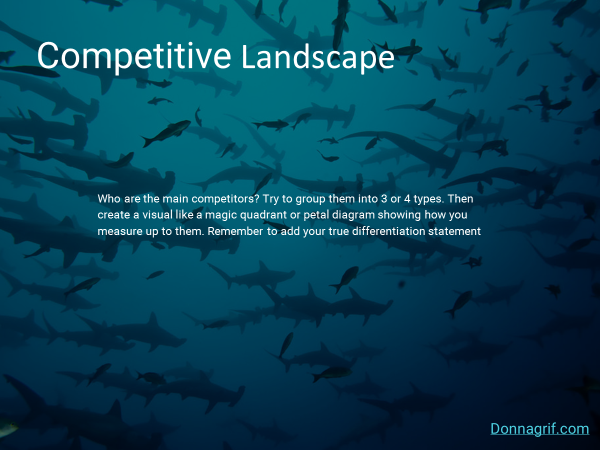 Competitive Landscape
Who are the main competitors? Try to group them into 3 or 4 types. Then
create a visual like a magic quadrant or petal diagram showing how you
measure up to them. Remember to add your true differentiation statement
Donnagrif.com